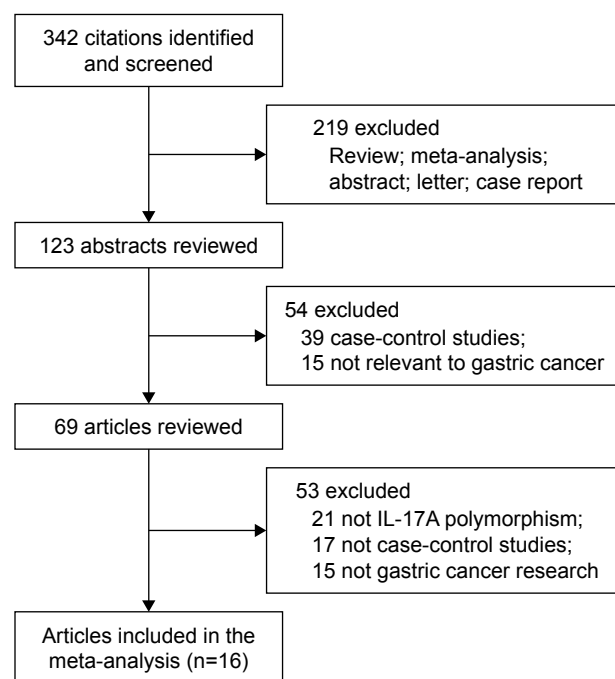 342 citations identified
and screened
219 excluded
Review; meta-analysis;
abstract; letter; case report
123 abstracts reviewed
54 excluded
39 case-control studies;
15 not relevant to gastric cancer
69 articles reviewed
53 excluded
21 not IL-17A polymorphism;
17 not case-control studies;
15 not gastric cancer research
Articles included in the
meta-analysis (n=16)